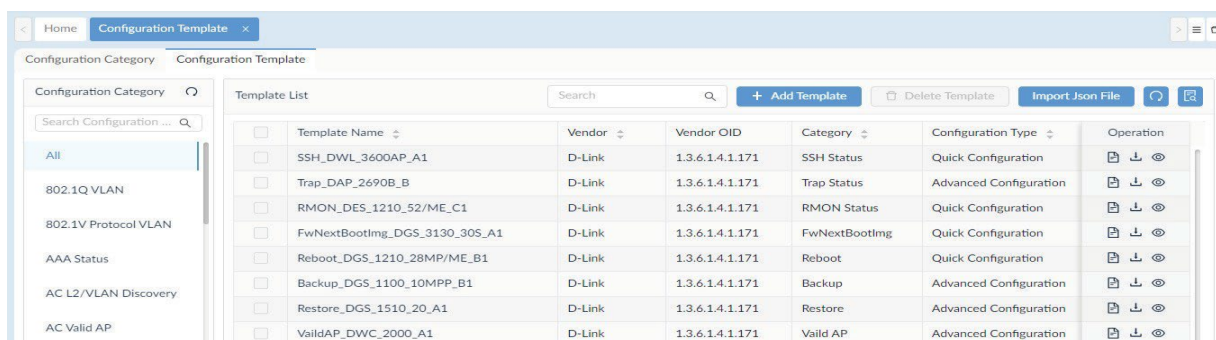 Home Configuration Template ×
Configuration Category Configuration Template
Configuration Category
Search Configuration ...
All
802.1Q VLAN
802.1V Protocol VLAN
AAA Status
AC L2/VLAN Discovery
AC Valid AP
Template List Search + Add Template Delete Template Import Json File
Template Name Vendor Vendor OID Category Configuration Type Operation
SSH_DWL_3600AP_A1 D-Link 1.3.6.1.4.1.171 SSH Status Quick Configuration
Trap_DAP_2690B_B D-Link 1.3.6.1.4.1.171 Trap Status Advanced Configuration
RMON_DES_1210_52/ME_C1 D-Link 1.3.6.1.4.1.171 RMON Status Quick Configuration
FwNextBootImg_DGS_3130_30S_A1 D-Link 1.3.6.1.4.1.171 FwNextBootImg Quick Configuration
Reboot_DGS_1210_28MP/ME_B1 D-Link 1.3.6.1.4.1.171 Reboot Quick Configuration
Backup_DGS_1100_10MPP_B1 D-Link 1.3.6.1.4.1.171 Backup Advanced Configuration
Restore_DGS_1510_20_A1 D-Link 1.3.6.1.4.1.171 Restore Advanced Configuration
VaildAP_DWC_2000_A1 D-Link 1.3.6.1.4.1.171 Vaild AP Advanced Configuration